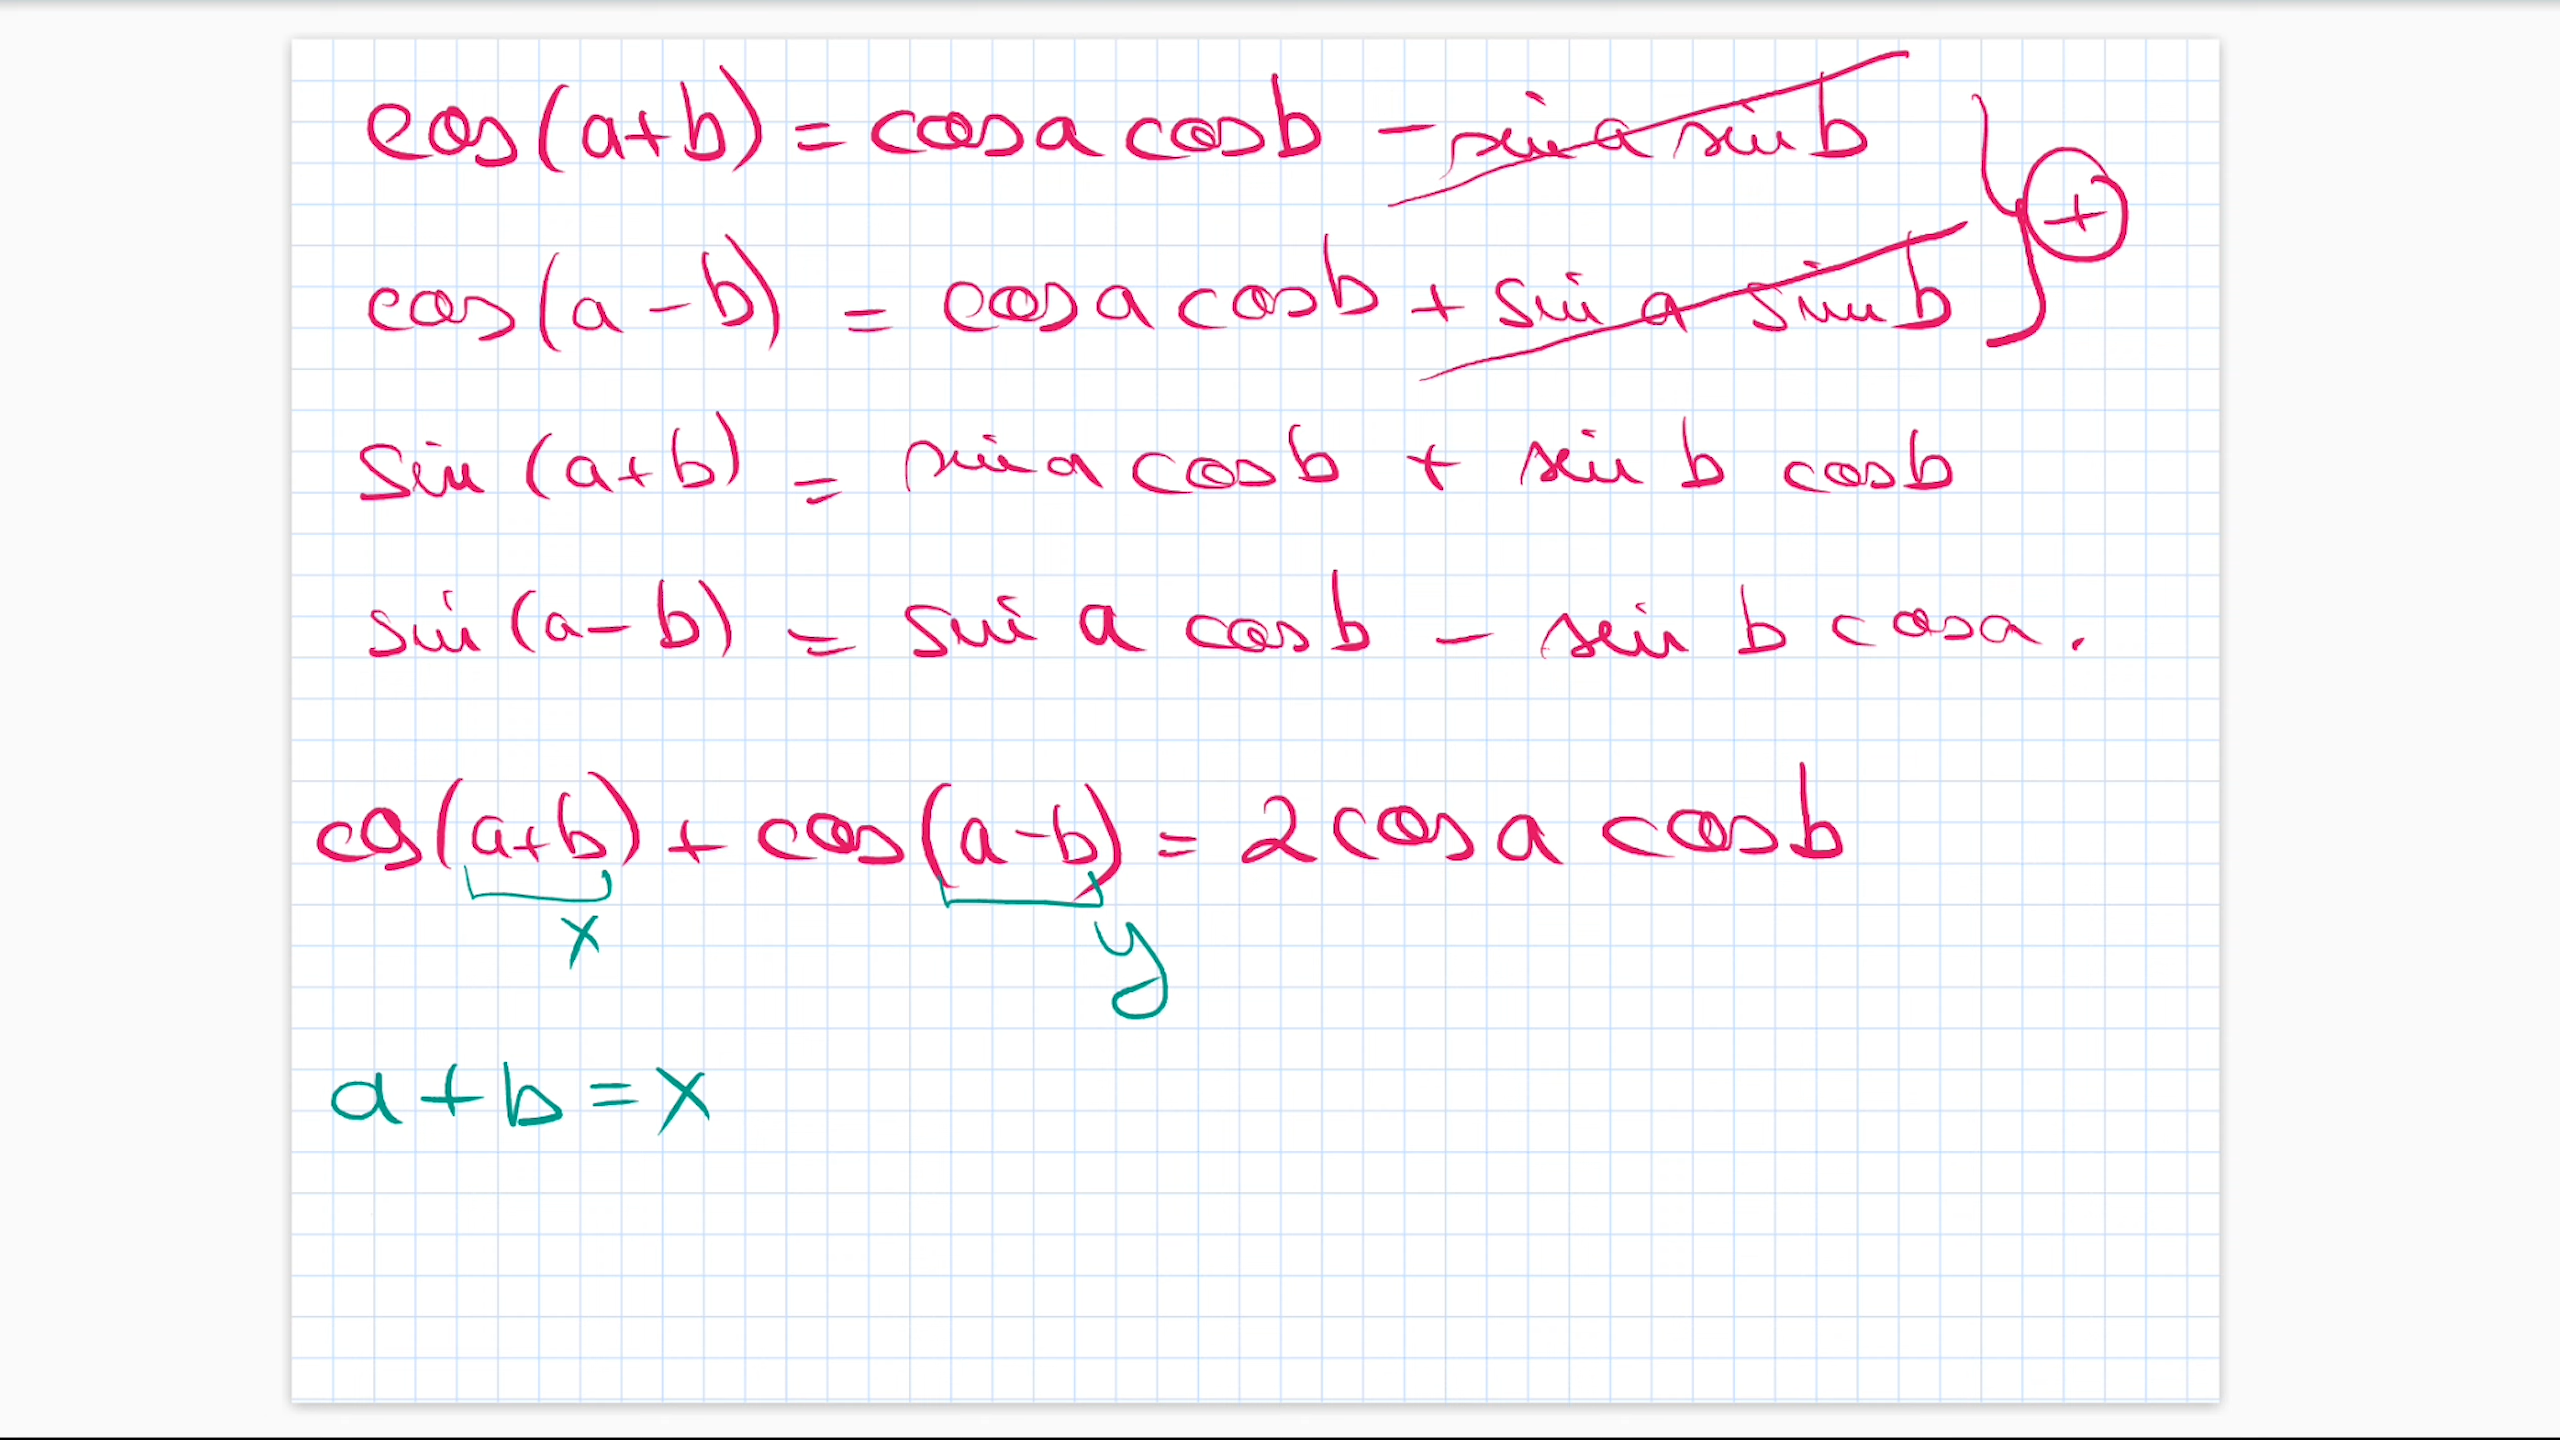 cos(a+b) = cos a cos b - sin a sin b
+
cos(a-b) = cos a cos b + sin a sin b
sin (a+b) = sin a cos b + sin b cos b
sin (a-b) = sin a cos b - sin b cos a.
cos(a+b) + cos(a-b) = 2 cos a cos b
x y
a+b=x